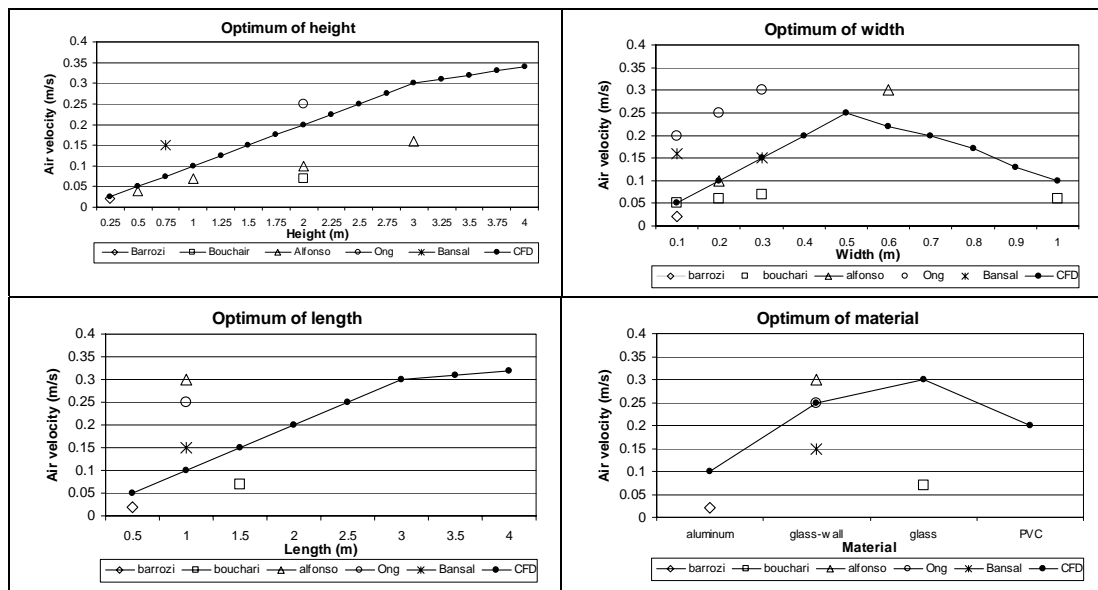 Optimum of height
Air velocity (m/s)
0.4
0.35
0.3
0.25
0.2
0.15
0.1
0.05
0
0.25 0.5 0.75 1 1.25 1.5 1.75 2 2.25 2.5 2.75 3 3.25 3.5 3.75 4
Height (m)
Barrozi Bouchair Alfonso Ong Bansal CFD
Optimum of width
Air velocity (m/s)
0.4
0.35
0.3
0.25
0.2
0.15
0.1
0.05
0
0.1 0.2 0.3 0.4 0.5 0.6 0.7 0.8 0.9 1
Width (m)
barrozi bouchari alfonso Ong Bansal CFD
Optimum of length
Air velocity (m/s)
0.4
0.35
0.3
0.25
0.2
0.15
0.1
0.05
0
0.5 1 1.5 2 2.5 3 3.5 4
Length (m)
barrozi bouchari alfonso Ong Bansal CFD
Optimum of material
Air velocity (m/s)
0.4
0.35
0.3
0.25
0.2
0.15
0.1
0.05
0
aluminum glass-wall glass PVC
Material
barrozi bouchari alfonso Ong Bansal CFD